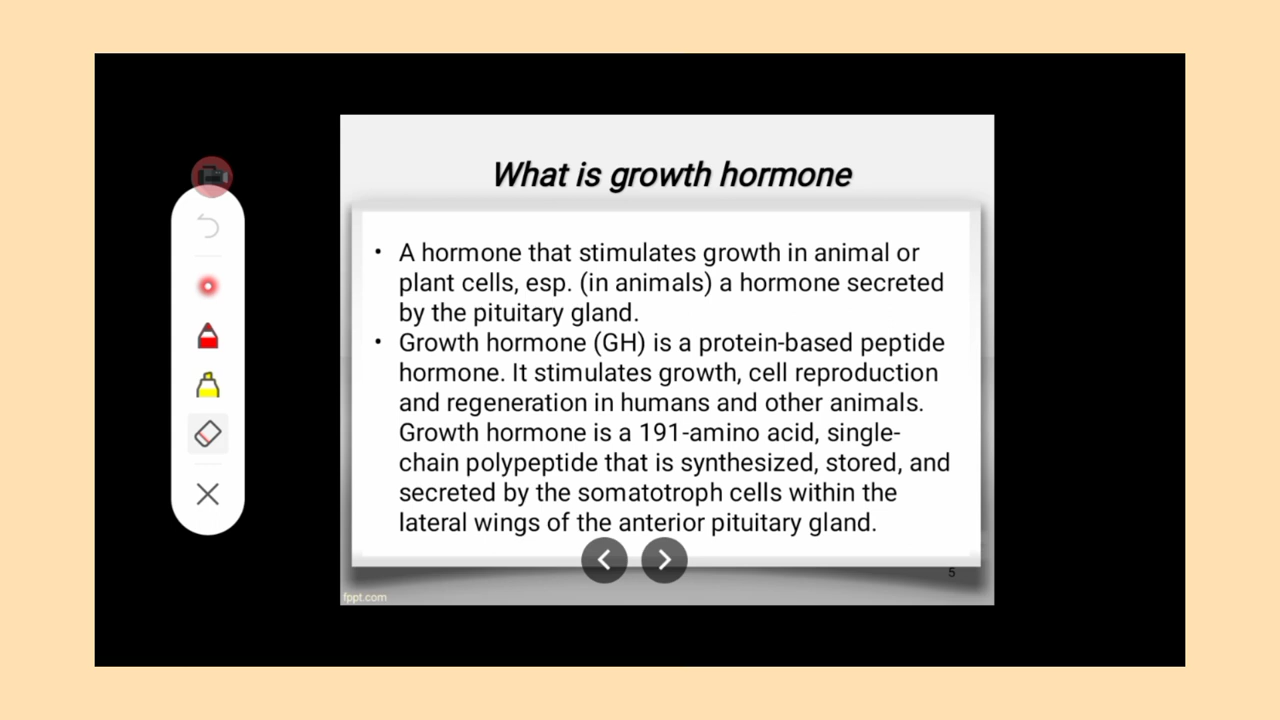 What is growth hormone
• A hormone that stimulates growth in animal or
plant cells, esp. (in animals) a hormone secreted
by the pituitary gland.
• Growth hormone (GH) is a protein-based peptide
hormone. It stimulates growth, cell reproduction
and regeneration in humans and other animals.
Growth hormone is a 191-amino acid, single-
chain polypeptide that is synthesized, stored, and
secreted by the somatotroph cells within the
lateral wings of the anterior pituitary gland.
5
fppt.com